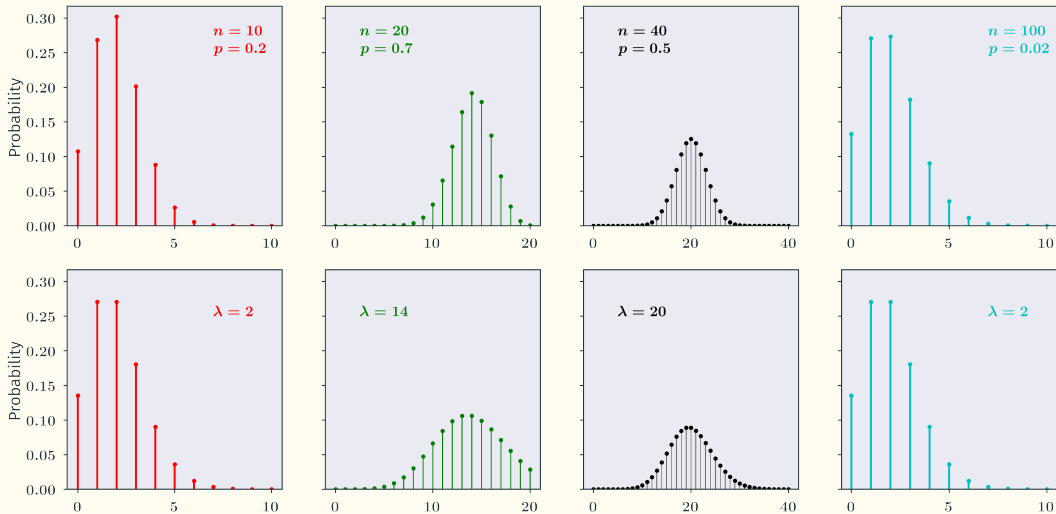 0.30
0.25
0.20
0.15
0.10
0.05
0.00
Probability
n = 10
p = 0.2
0 5 10
n = 20
p = 0.7
0 10 20
n = 40
p = 0.5
0 20 40
n = 100
p = 0.02
0 5 10
0.30
0.25
0.20
0.15
0.10
0.05
0.00
Probability
λ = 2
0 5 10
λ = 14
0 10 20
λ = 20
0 20 40
λ = 2
0 5 10